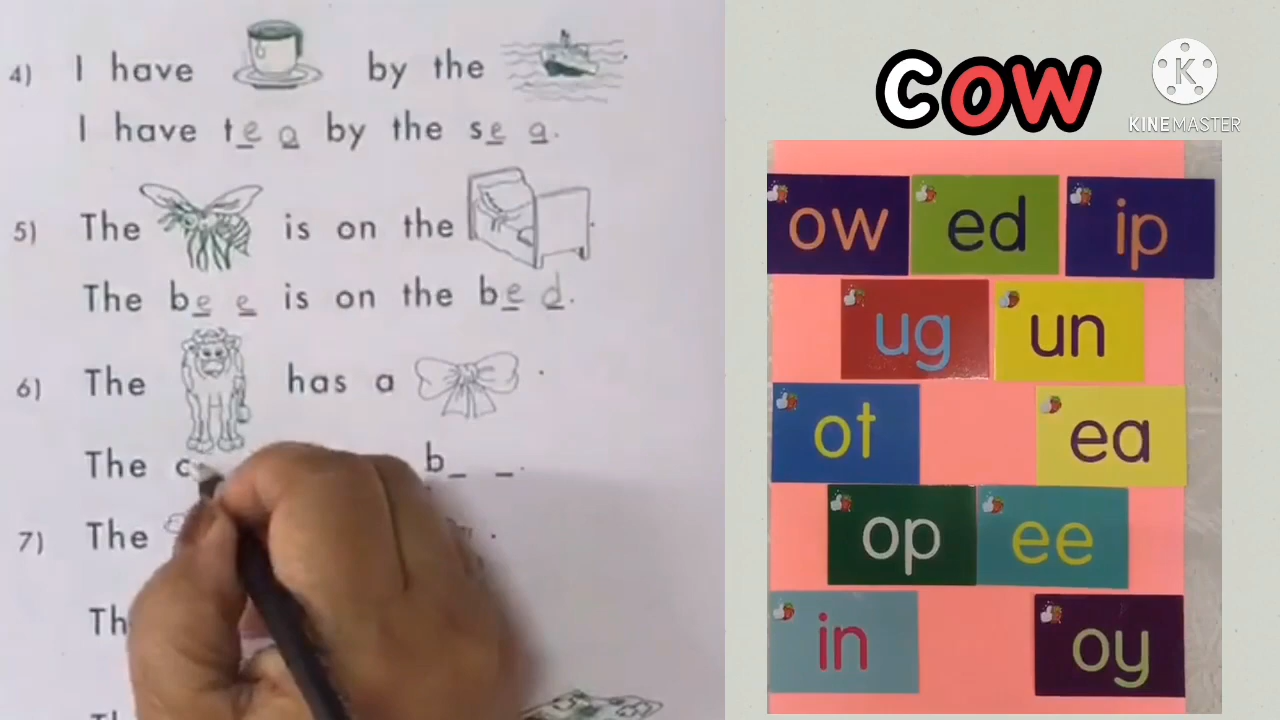 4) I have by the .
I have tea by the sea.
5) The is on the .
The bee is on the bed.
6) The has a .
The c b_ _.
7) The .
Th
Th
cow
K
KINEMASTER
ow ed ip
ug un
ot ea
op ee
in oy